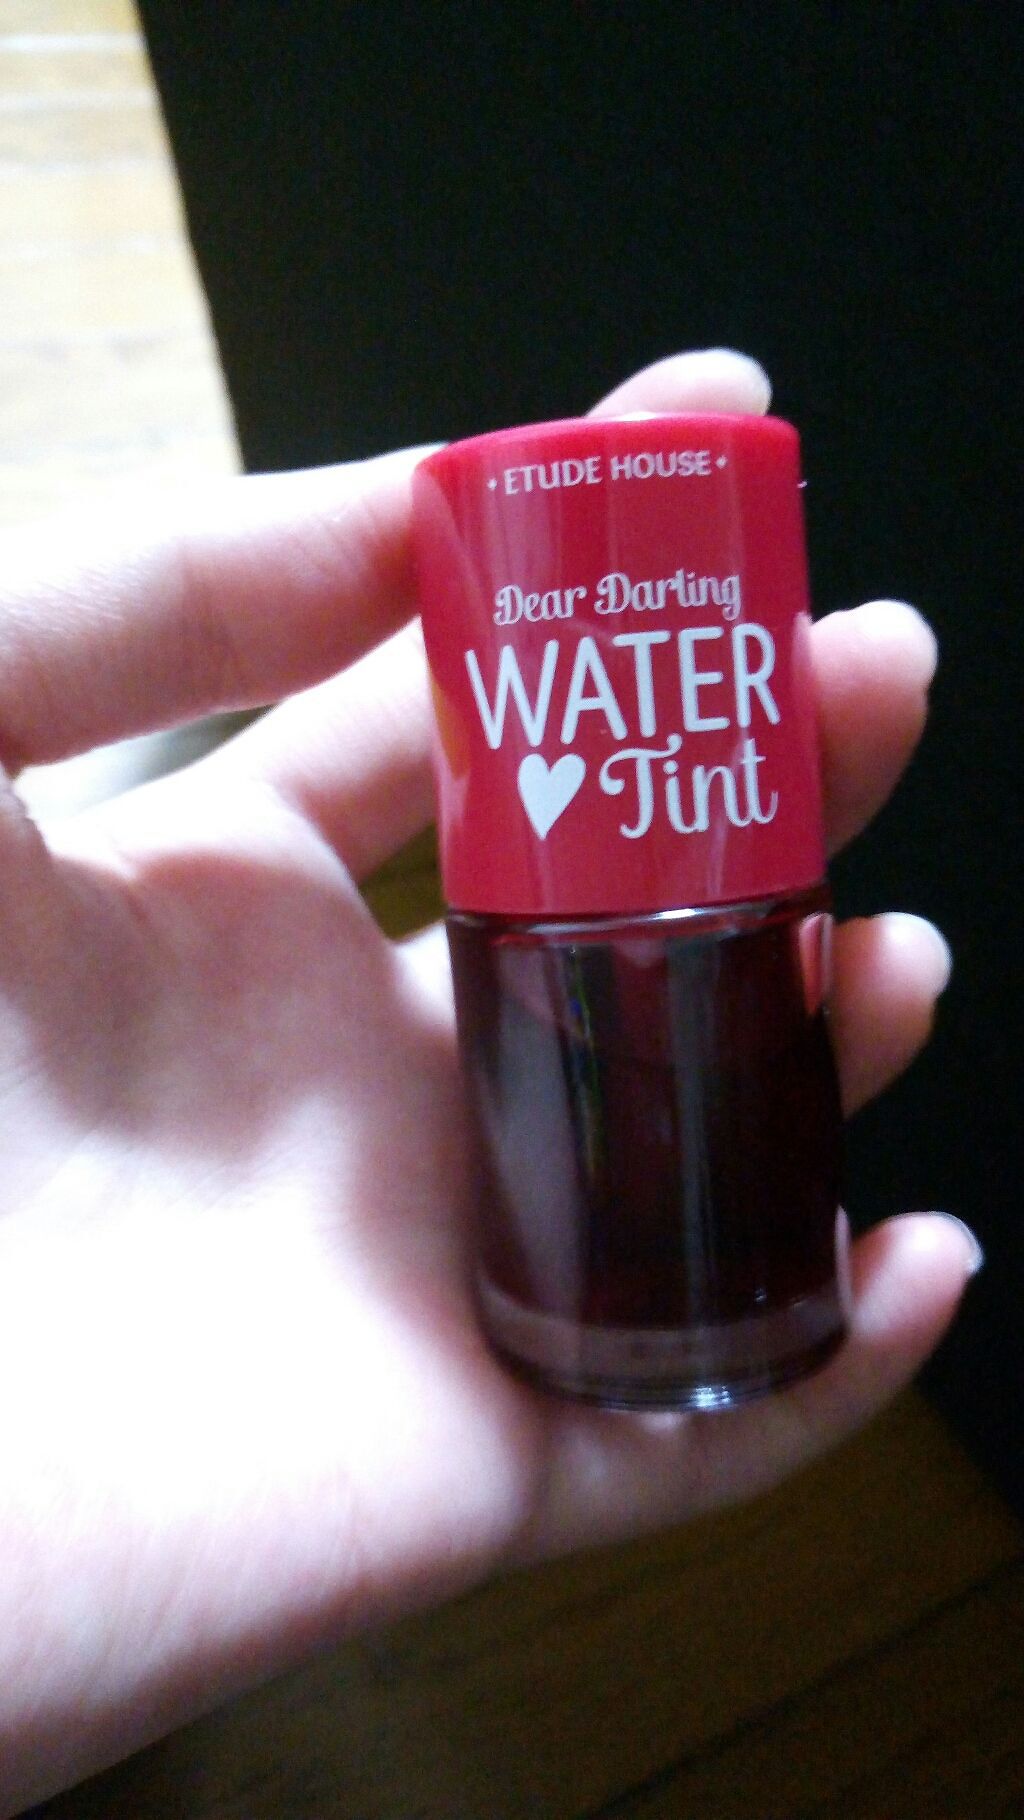 ETUDE HOUSE
Dear Darling
WATER
Tint